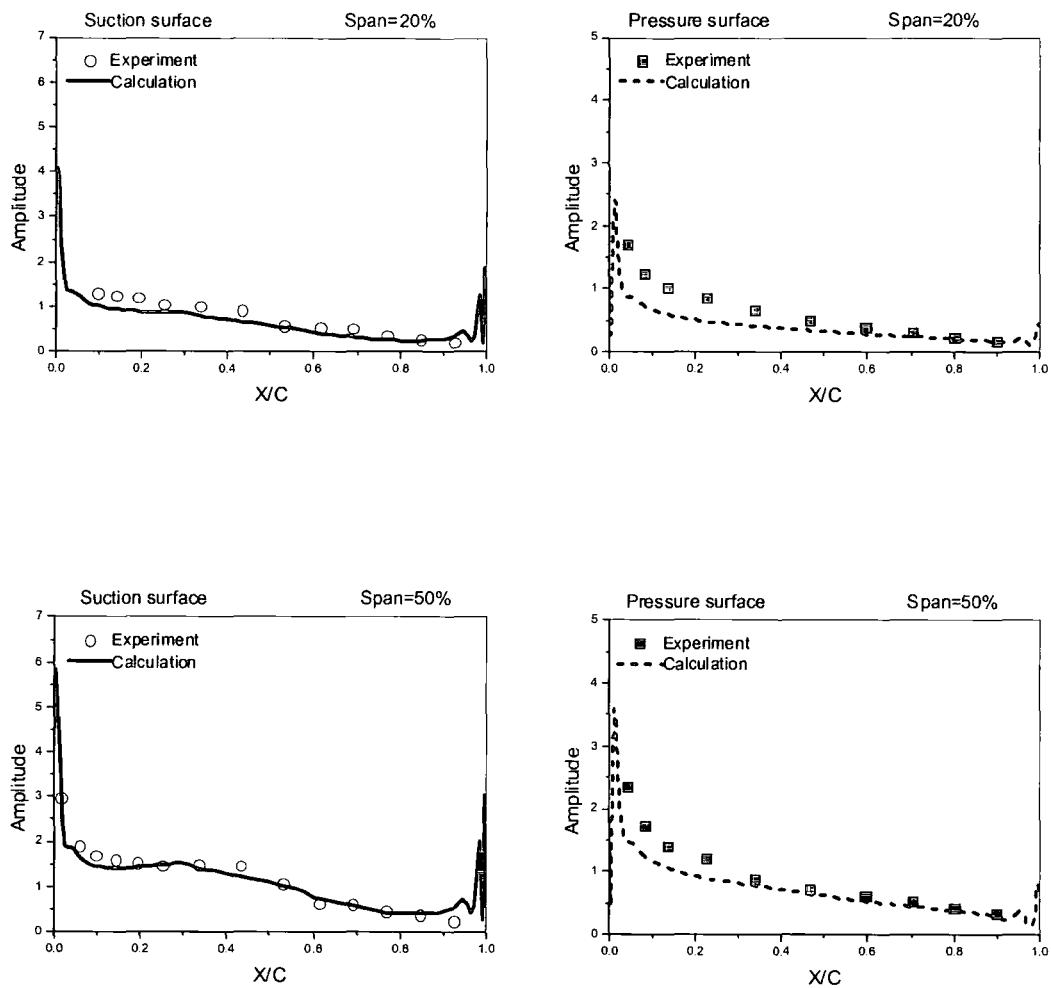 Suction surface Span=20%
7
6
5
4
3
2
1
0
Experiment
Calculation
Amplitude
0.0 0.2 0.4 0.6 0.8 1.0
X/C
Pressure surface Span=20%
5
4
3
2
1
0
Experiment
Calculation
Amplitude
0.0 0.2 0.4 0.6 0.8 1.0
X/C
Suction surface Span=50%
7
6
5
4
3
2
1
0
Experiment
Calculation
Amplitude
0.0 0.2 0.4 0.6 0.8 1.0
X/C
Pressure surface Span=50%
5
4
3
2
1
0
Experiment
Calculation
Amplitude
0.0 0.2 0.4 0.6 0.8 1.0
X/C